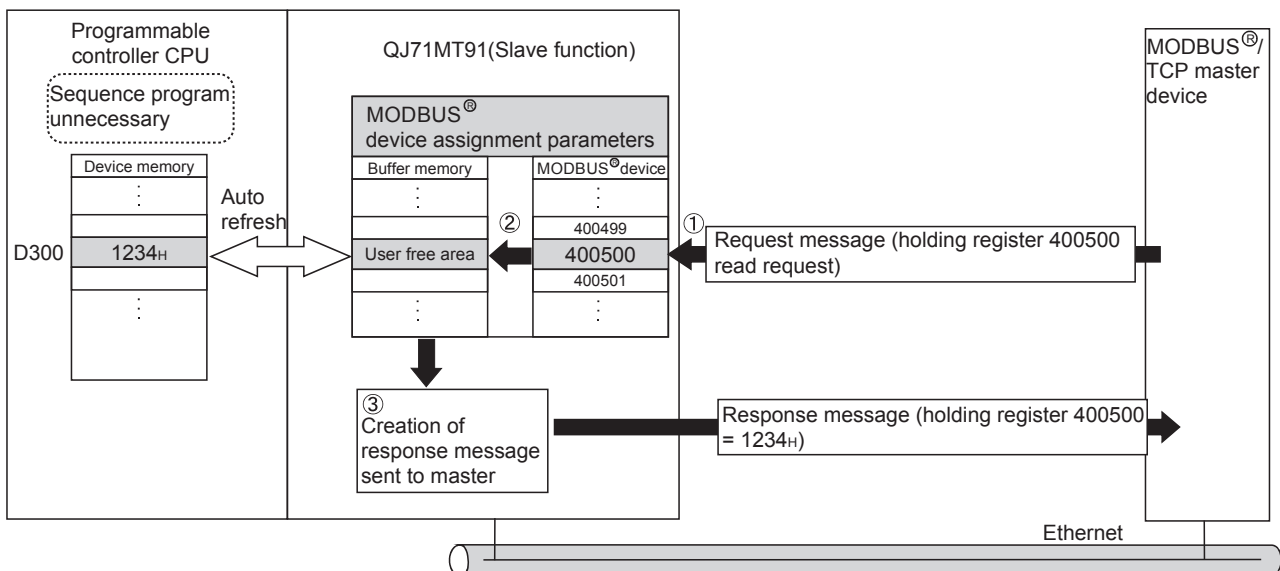 Programmable
controller CPU
Sequence program
unnecessary
Device memory
D300
1234H
Auto
refresh
QJ71MT91(Slave function)
MODBUS®
device assignment parameters
Buffer memory
MODBUS® device
400499
User free area
400500
400501
②
①
Request message (holding register 400500
read request)
③
Creation of
response message
sent to master
Response message (holding register 400500
= 1234H)
MODBUS®/
TCP master
device
Ethernet